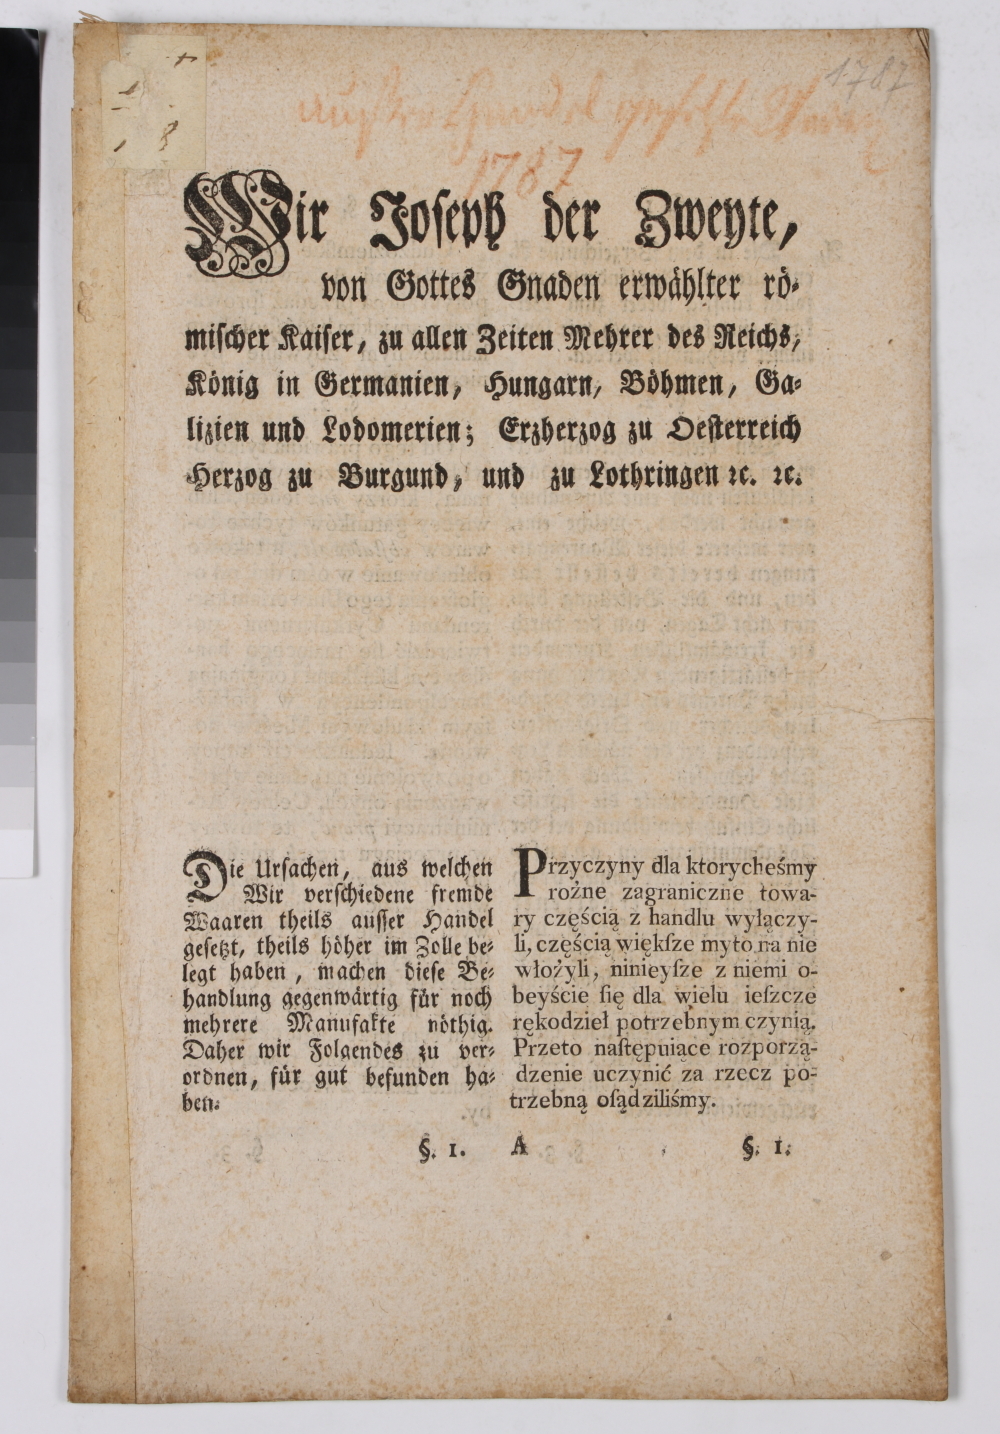 1787
ausser Handel gesetzte Waaren
1787
Wir Joseph der Zweyte,
von Gottes Gnaden erwählter rö-
mischer Kaiser, zu allen Zeiten Mehrer des Reichs,
König in Germanien, Hungarn, Böhmen, Ga-
lizien und Lodomerien; Erzherzog zu Oesterreich
Herzog zu Burgund, und zu Lothringen ꝛc. ꝛc.
Die Ursachen, aus welchen
Wir verschiedene fremde
Waaren theils ausser Handel
gesetzt, theils höher im Zolle be-
legt haben, machen diese Be-
handlung gegenwärtig für noch
mehrere Manufakte nöthig.
Daher wir Folgendes zu ver-
ordnen, für gut befunden ha-
ben.
§. 1.
Przyczyny dla ktorycheśmy
rożne zagraniczne towa-
ry częścią z handlu wyłączy-
li, częścią więkſze myto na nie
włożyli, ninieyſze z niemi o-
beyście ſię dla wielu ieſzcze
rękodzieł potrzebnym czynią.
Przeto naſtępuiące rozporzą-
dzenie uczynić za rzecz po-
trzebną oſądziliśmy.
A
§. 1.